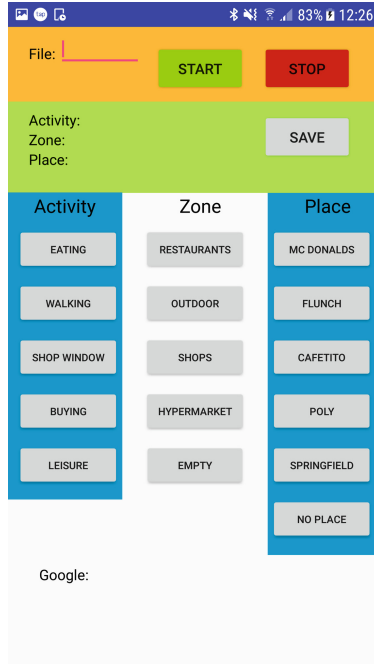 tap 83% 12:26
File: START STOP
Activity:
Zone: SAVE
Place:
Activity Zone Place
EATING RESTAURANTS MC DONALDS
WALKING OUTDOOR FLUNCH
SHOP WINDOW SHOPS CAFETITO
BUYING HYPERMARKET POLY
LEISURE EMPTY SPRINGFIELD
NO PLACE
Google: